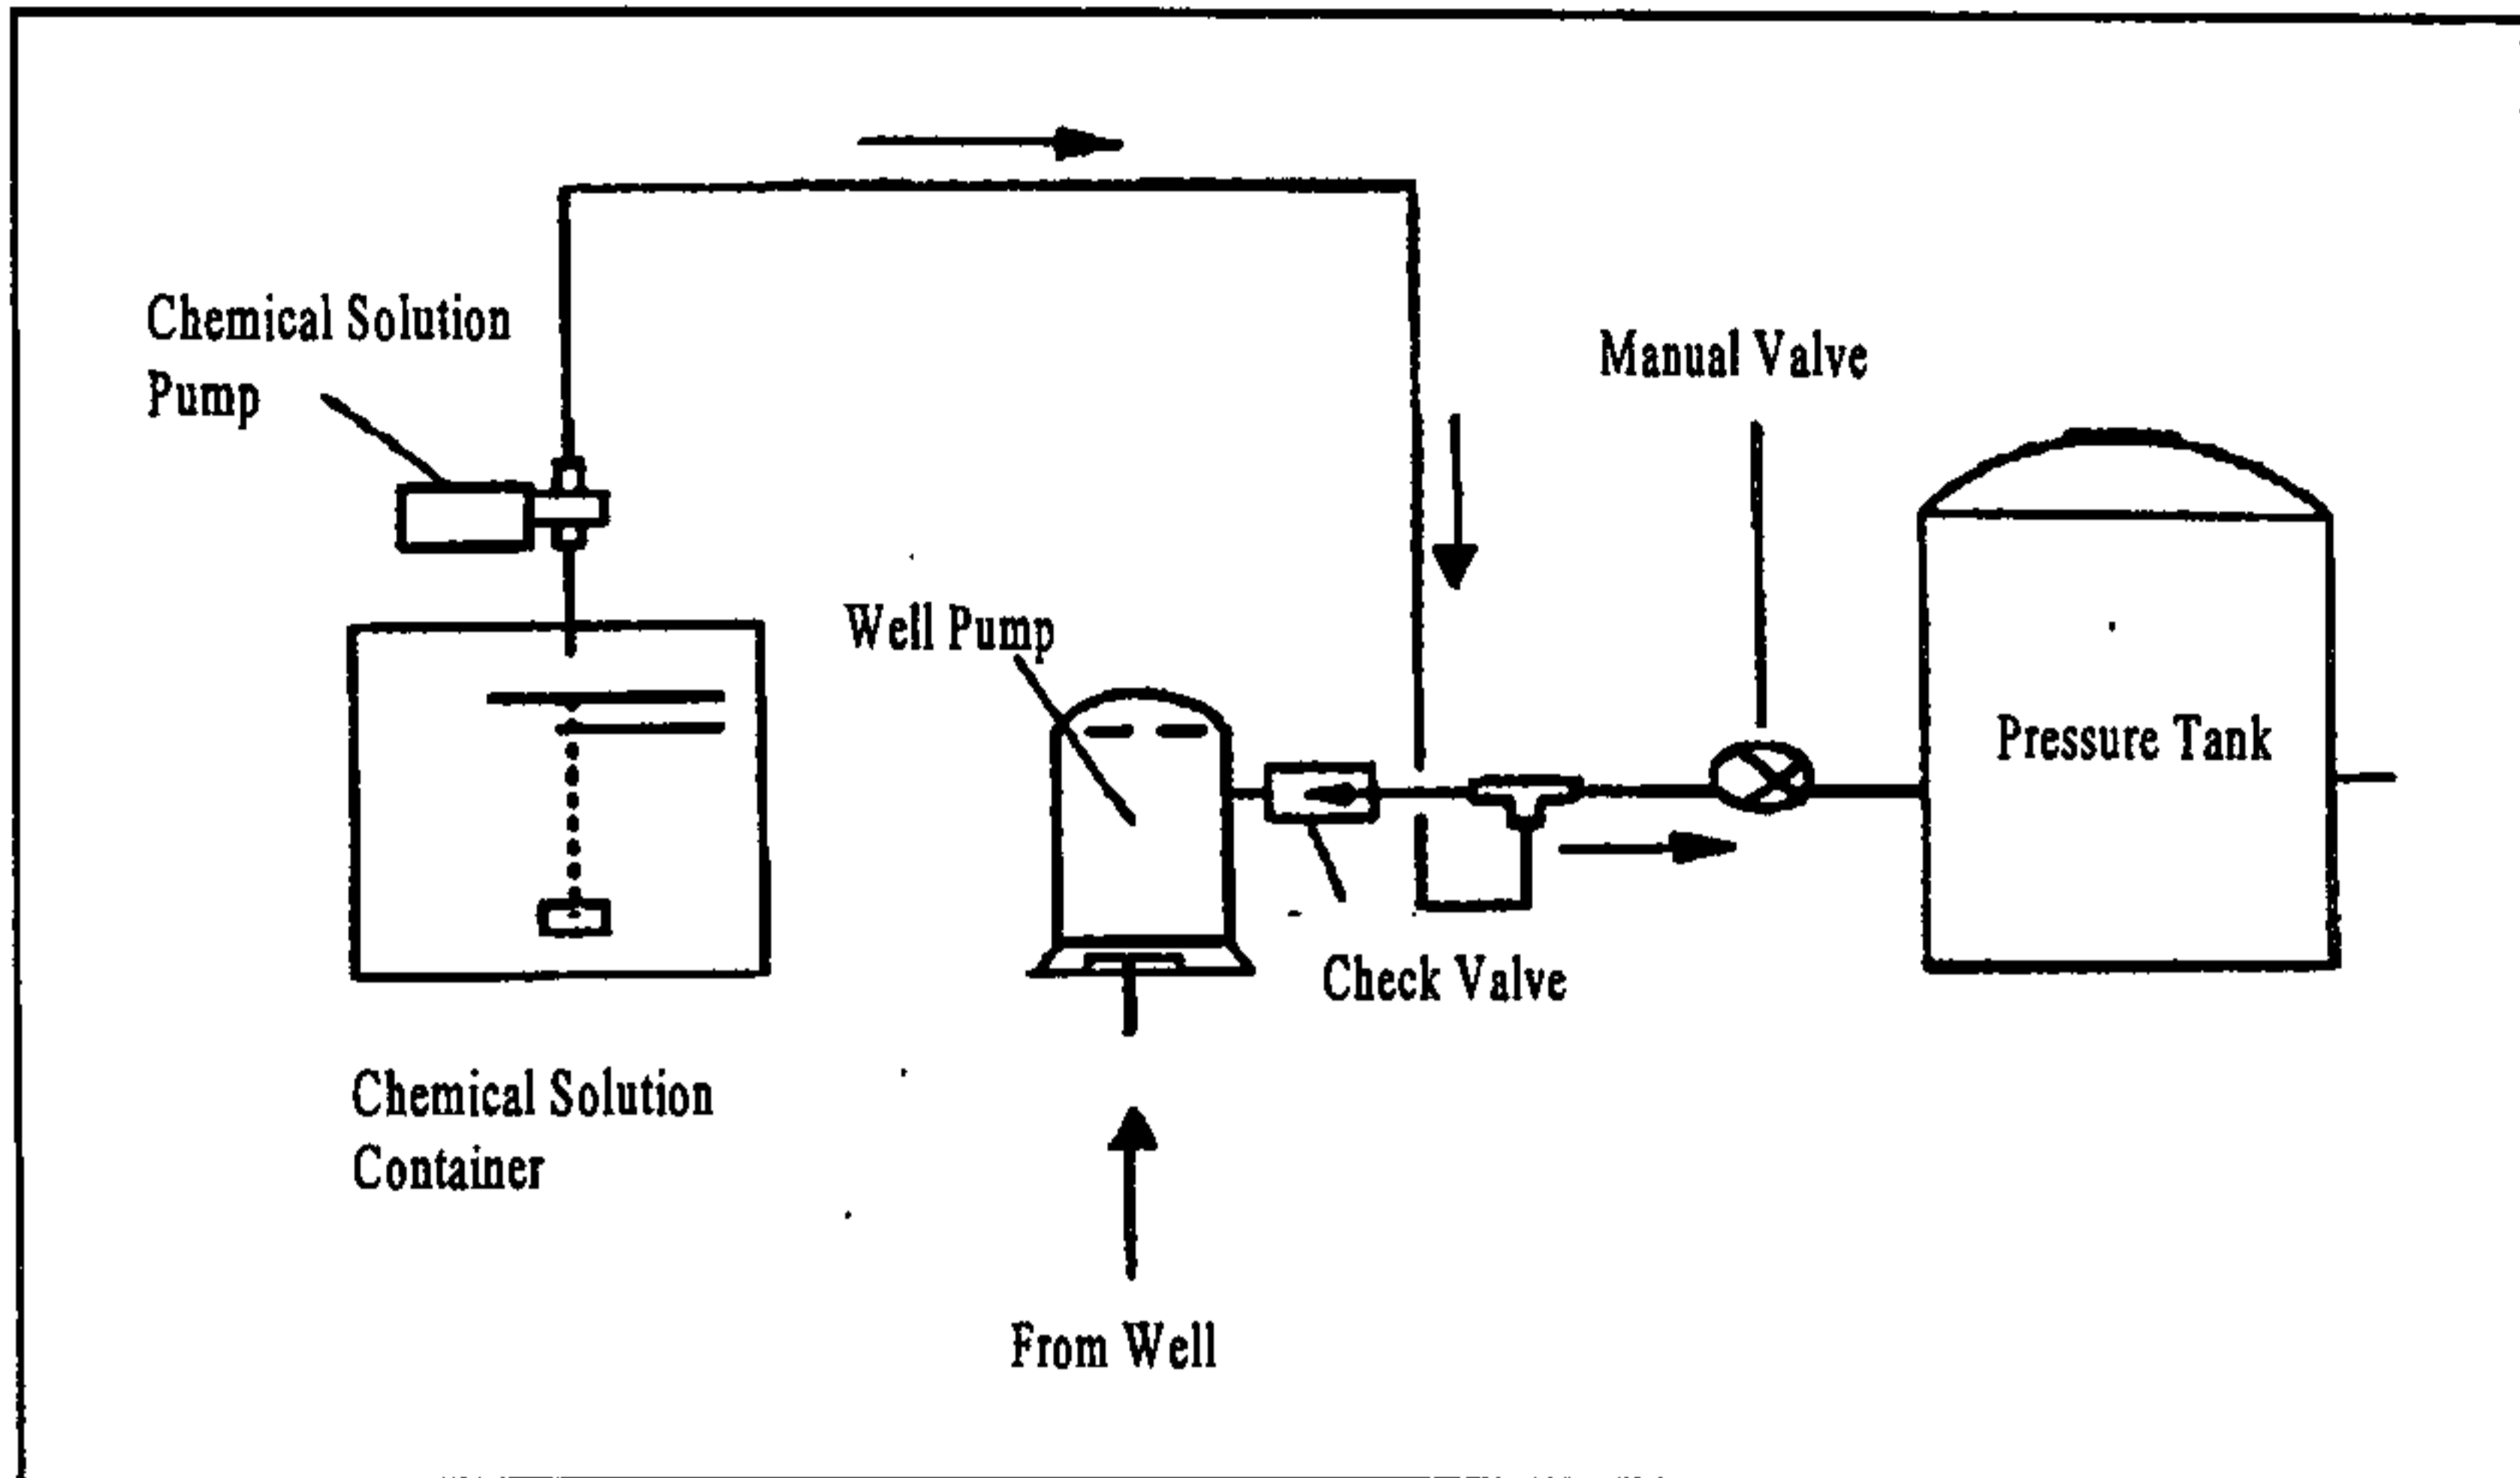 Chemical Solution
Pump
Manual Valve
Well Pump
Pressure Tank
Check Valve
Chemical Solution
Container
From Well